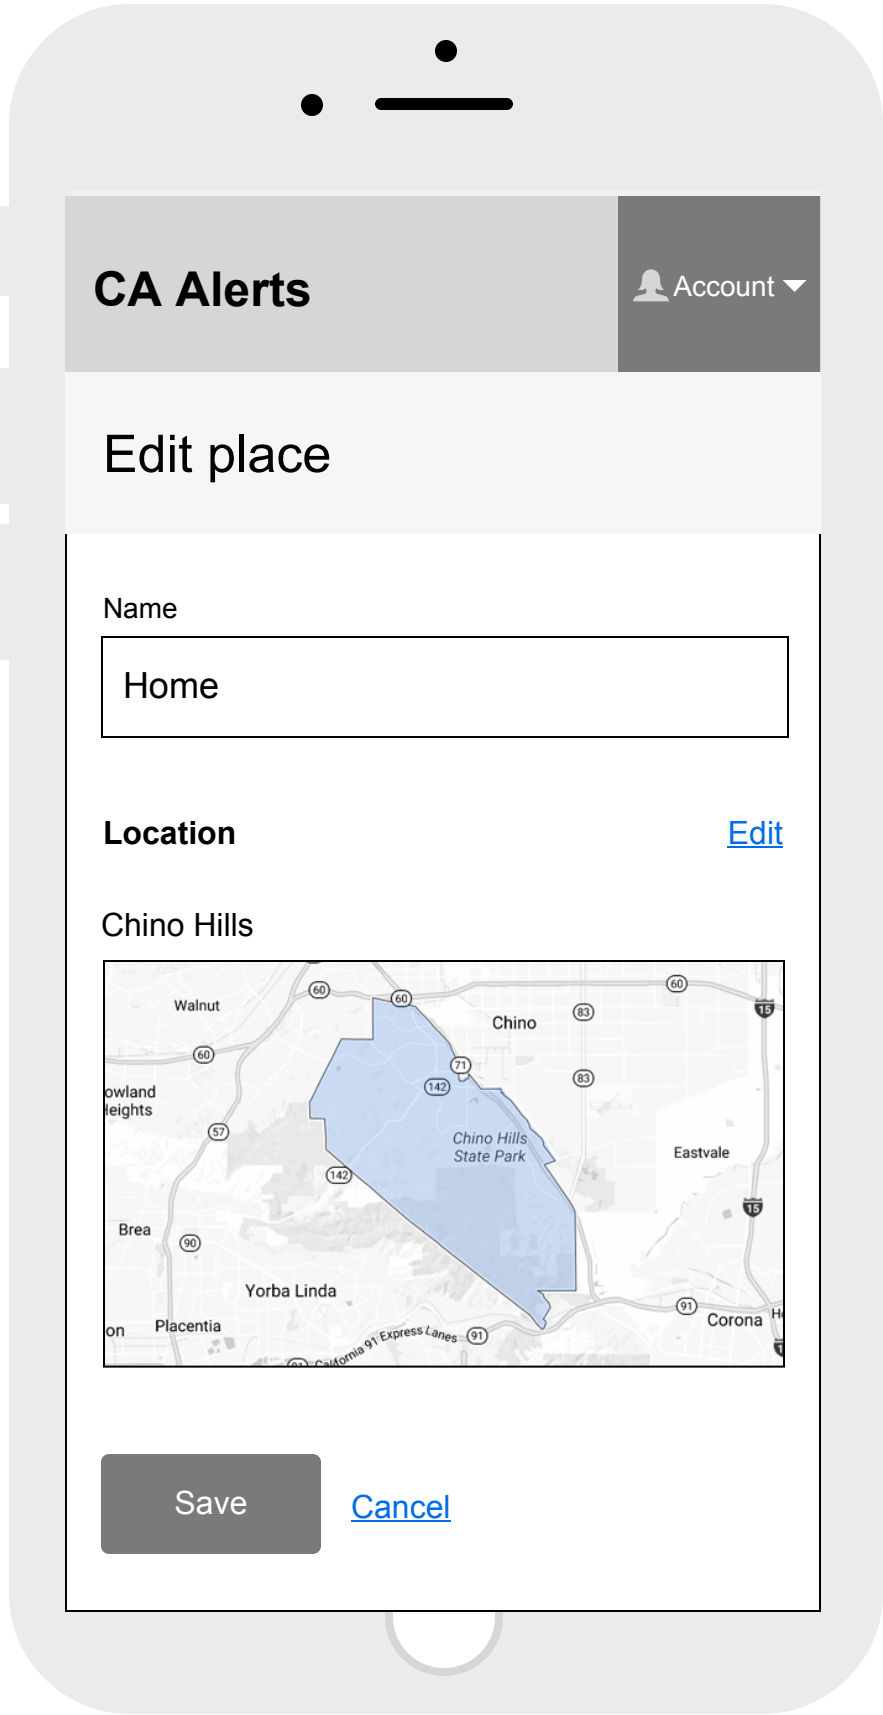 CA Alerts
Account
Edit place
Name
Home
Location
Edit
Chino Hills
60
60
60
Walnut
Chino
83
15
60
71
142
83
owland
Heights
57
Chino Hills
State Park
Eastvale
142
15
Brea
90
Yorba Linda
91
Corona
on
Placentia
California 91 Express Lanes
91
91
Save
Cancel